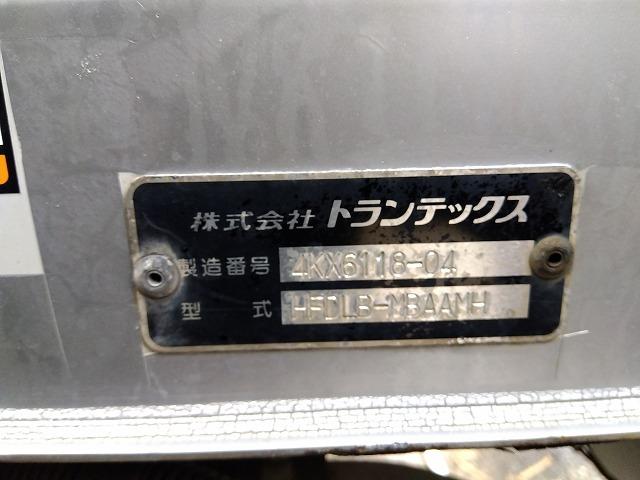 株式会社 トランテックス
製造番号 4KX6118-04
型 式 HFDLB-MBAAMH